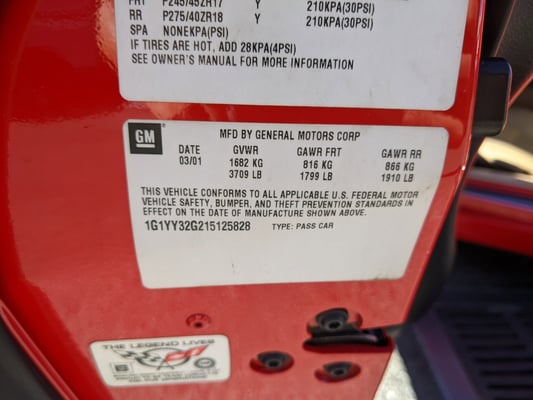 FRT P245/45ZR17 Y 210KPA(30PSI)
RR P275/40ZR18 Y 210KPA(30PSI)
SPA NONEKPA(PSI)
IF TIRES ARE HOT, ADD 28KPA(4PSI)
SEE OWNER'S MANUAL FOR MORE INFORMATION
GM MFD BY GENERAL MOTORS CORP
DATE GVWR GAWR FRT GAWR RR
03/01 1682 KG 816 KG 866 KG
3709 LB 1799 LB 1910 LB
THIS VEHICLE CONFORMS TO ALL APPLICABLE U.S. FEDERAL MOTOR
VEHICLE SAFETY, BUMPER, AND THEFT PREVENTION STANDARDS IN
EFFECT ON THE DATE OF MANUFACTURE SHOWN ABOVE.
1G1YY32G215125828 TYPE: PASS CAR
THE LEGEND LIVES
GM